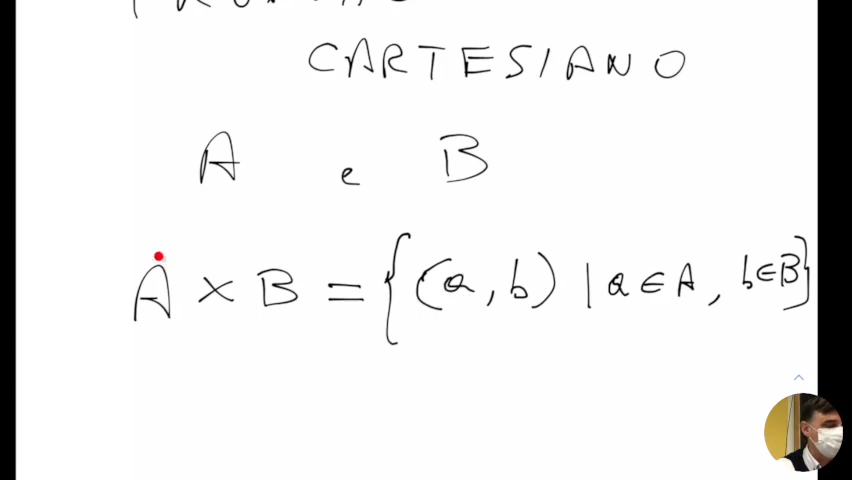 CARTESIANO
A e B
A × B = {(a, b) | a ∈ A, b ∈ B}